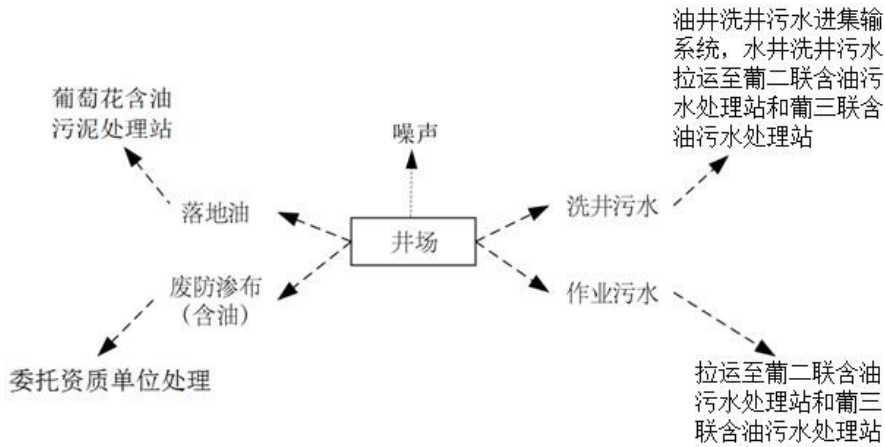 油井洗井污水进集输
系统，水井洗井污水
拉运至葡二联含油污
水处理站和葡三联含
油污水处理站
葡萄花含油
污泥处理站
噪声
落地油
洗井污水
井场
废防渗布
（含油）
作业污水
委托资质单位处理
拉运至葡二联含油
污水处理站和葡三
联含油污水处理站